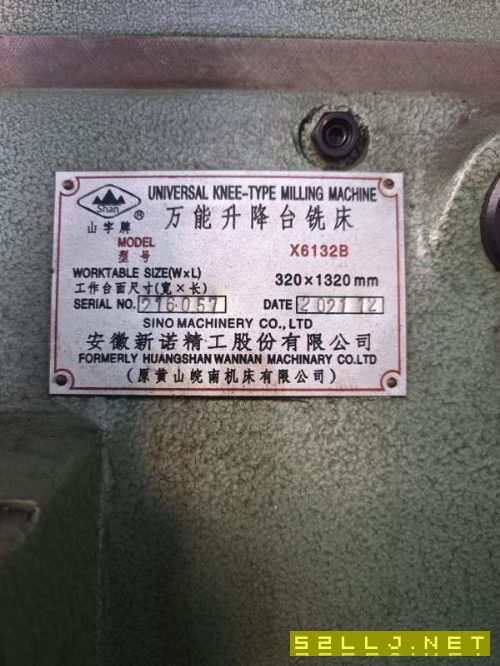 Shan ®
山字牌
UNIVERSAL KNEE-TYPE MILLING MACHINE
万能升降台铣床
MODEL
型号 X6132B
WORKTABLE SIZE(W×L)
工作台面尺寸(宽×长) 320×1320mm
SERIAL NO. 216·057 DATE 2021 12
SINO MACHINERY CO.,LTD
安徽新诺精工股份有限公司
FORMERLY HUANGSHAN WANNAN MACHINARY CO.LTD
(原黄山皖南机床有限公司)
52LLJ.NET